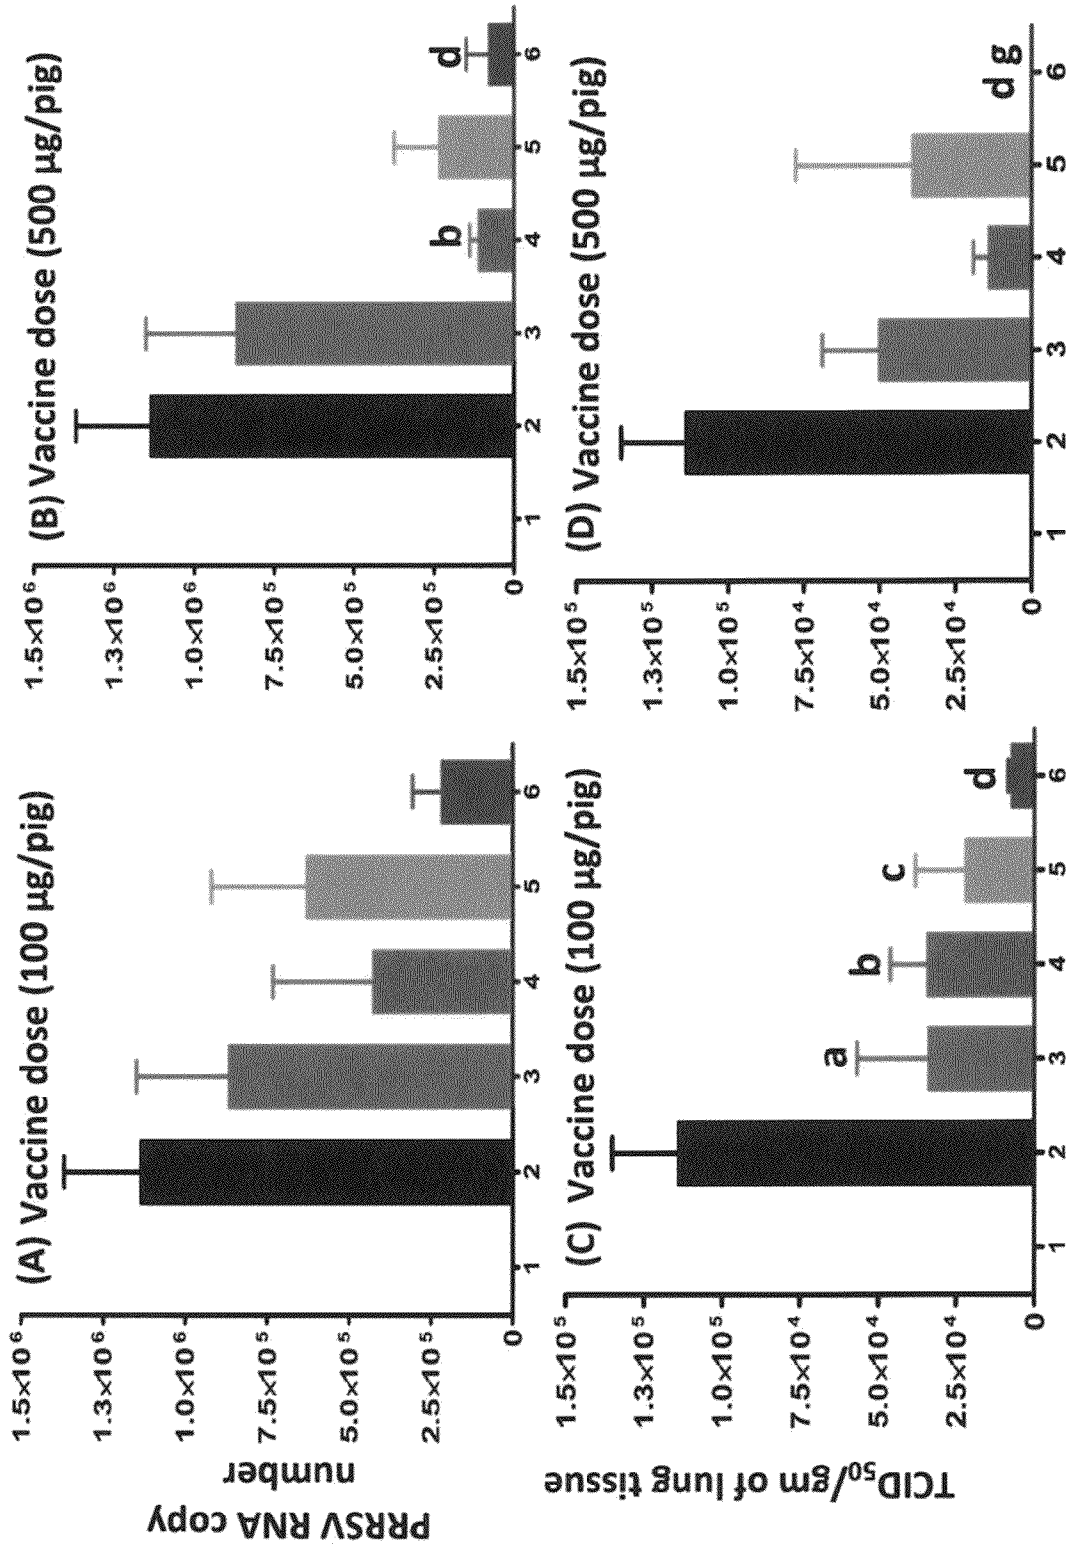 PRRSV RNA copy
number
(A) Vaccine dose (100 µg/pig)
1.5×10⁶
1.3×10⁶
1.0×10⁶
7.5×10⁵
5.0×10⁵
2.5×10⁵
0
1 2 3 4 5 6
(B) Vaccine dose (500 µg/pig)
1.5×10⁶
1.3×10⁶
1.0×10⁶
7.5×10⁵
5.0×10⁵
2.5×10⁵
0
b d
1 2 3 4 5 6
TCID₅₀/gm of lung tissue
(C) Vaccine dose (100 µg/pig)
1.5×10⁵
1.3×10⁵
1.0×10⁵
7.5×10⁴
5.0×10⁴
2.5×10⁴
0
a b c d
1 2 3 4 5 6
(D) Vaccine dose (500 µg/pig)
1.5×10⁵
1.3×10⁵
1.0×10⁵
7.5×10⁴
5.0×10⁴
2.5×10⁴
0
d g
1 2 3 4 5 6